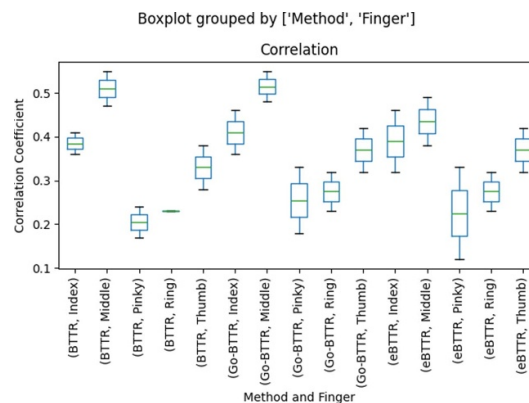 Boxplot grouped by ['Method', 'Finger']
Correlation
Correlation Coefficient
0.5
0.4
0.3
0.2
0.1
(BTTR, Index)
(BTTR, Middle)
(BTTR, Pinky)
(BTTR, Ring)
(BTTR, Thumb)
(Go-BTTR, Index)
(Go-BTTR, Middle)
(Go-BTTR, Pinky)
(Go-BTTR, Ring)
(Go-BTTR, Thumb)
(eBTTR, Index)
(eBTTR, Middle)
(eBTTR, Pinky)
(eBTTR, Ring)
(eBTTR, Thumb)
Method and Finger